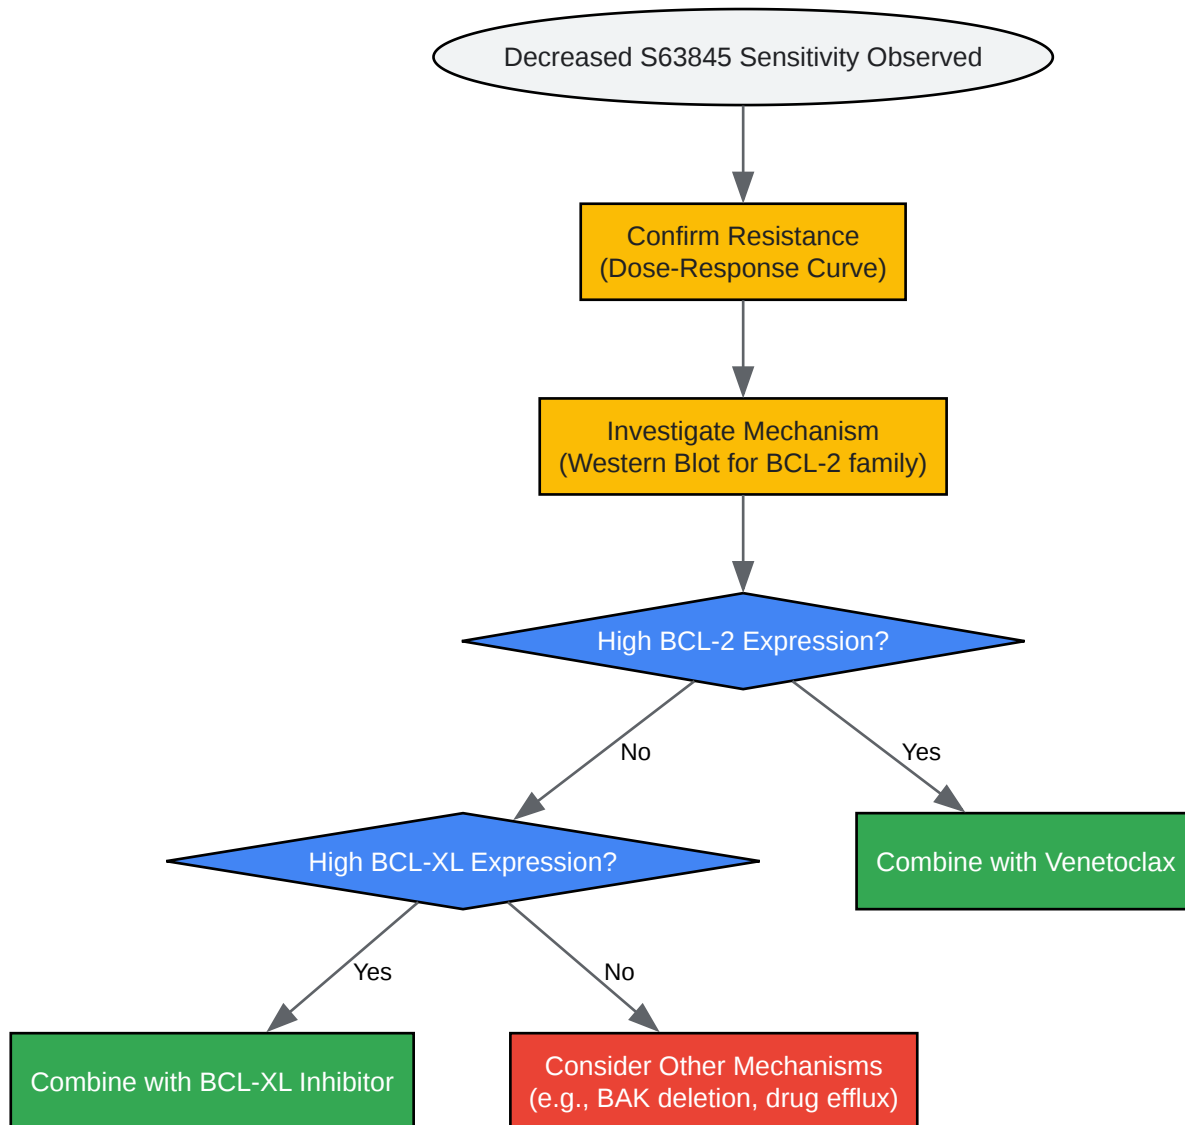 Decreased S63845 Sensitivity Observed
Confirm Resistance
(Dose-Response Curve)
Investigate Mechanism
(Western Blot for BCL-2 family)
High BCL-2 Expression?
No
Yes
High BCL-XL Expression?
Combine with Venetoclax
Yes
No
Combine with BCL-XL Inhibitor
Consider Other Mechanisms
(e.g., BAK deletion, drug efflux)